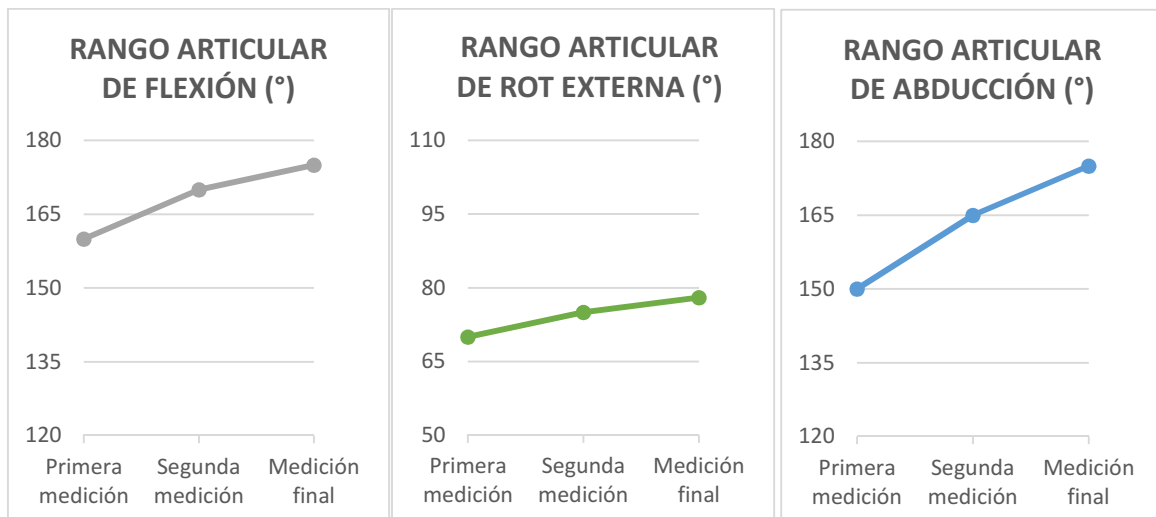 RANGO ARTICULAR
DE FLEXIÓN (°)
180
165
150
135
120
Primera
medición
Segunda
medición
Medición
final
RANGO ARTICULAR
DE ROT EXTERNA (°)
110
95
80
65
50
Primera
medición
Segunda
medición
Medición
final
RANGO ARTICULAR
DE ABDUCCIÓN (°)
180
165
150
135
120
Primera
medición
Segunda
medición
Medición
final